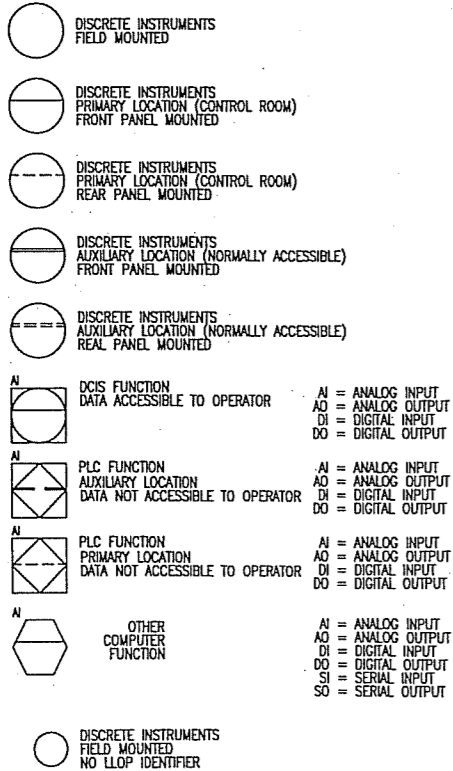 DISCRETE INSTRUMENTS
FIELD MOUNTED
DISCRETE INSTRUMENTS
PRIMARY LOCATION (CONTROL ROOM)
FRONT PANEL MOUNTED
DISCRETE INSTRUMENTS
PRIMARY LOCATION (CONTROL ROOM)
REAR PANEL MOUNTED
DISCRETE INSTRUMENTS
AUXILIARY LOCATION (NORMALLY ACCESSIBLE)
FRONT PANEL MOUNTED
DISCRETE INSTRUMENTS
AUXILIARY LOCATION (NORMALLY ACCESSIBLE)
REAL PANEL MOUNTED
AI
DCIS FUNCTION
DATA ACCESSIBLE TO OPERATOR
AI = ANALOG INPUT
AO = ANALOG OUTPUT
DI = DIGITAL INPUT
DO = DIGITAL OUTPUT
AI
PLC FUNCTION
AUXILIARY LOCATION
DATA NOT ACCESSIBLE TO OPERATOR
AI = ANALOG INPUT
AO = ANALOG OUTPUT
DI = DIGITAL INPUT
DO = DIGITAL OUTPUT
AI
PLC FUNCTION
PRIMARY LOCATION
DATA NOT ACCESSIBLE TO OPERATOR
AI = ANALOG INPUT
AO = ANALOG OUTPUT
DI = DIGITAL INPUT
DO = DIGITAL OUTPUT
AI
OTHER
COMPUTER
FUNCTION
AI = ANALOG INPUT
AO = ANALOG OUTPUT
DI = DIGITAL INPUT
DO = DIGITAL OUTPUT
SI = SERIAL INPUT
SO = SERIAL OUTPUT
DISCRETE INSTRUMENTS
FIELD MOUNTED
NO LLOP IDENTIFIER